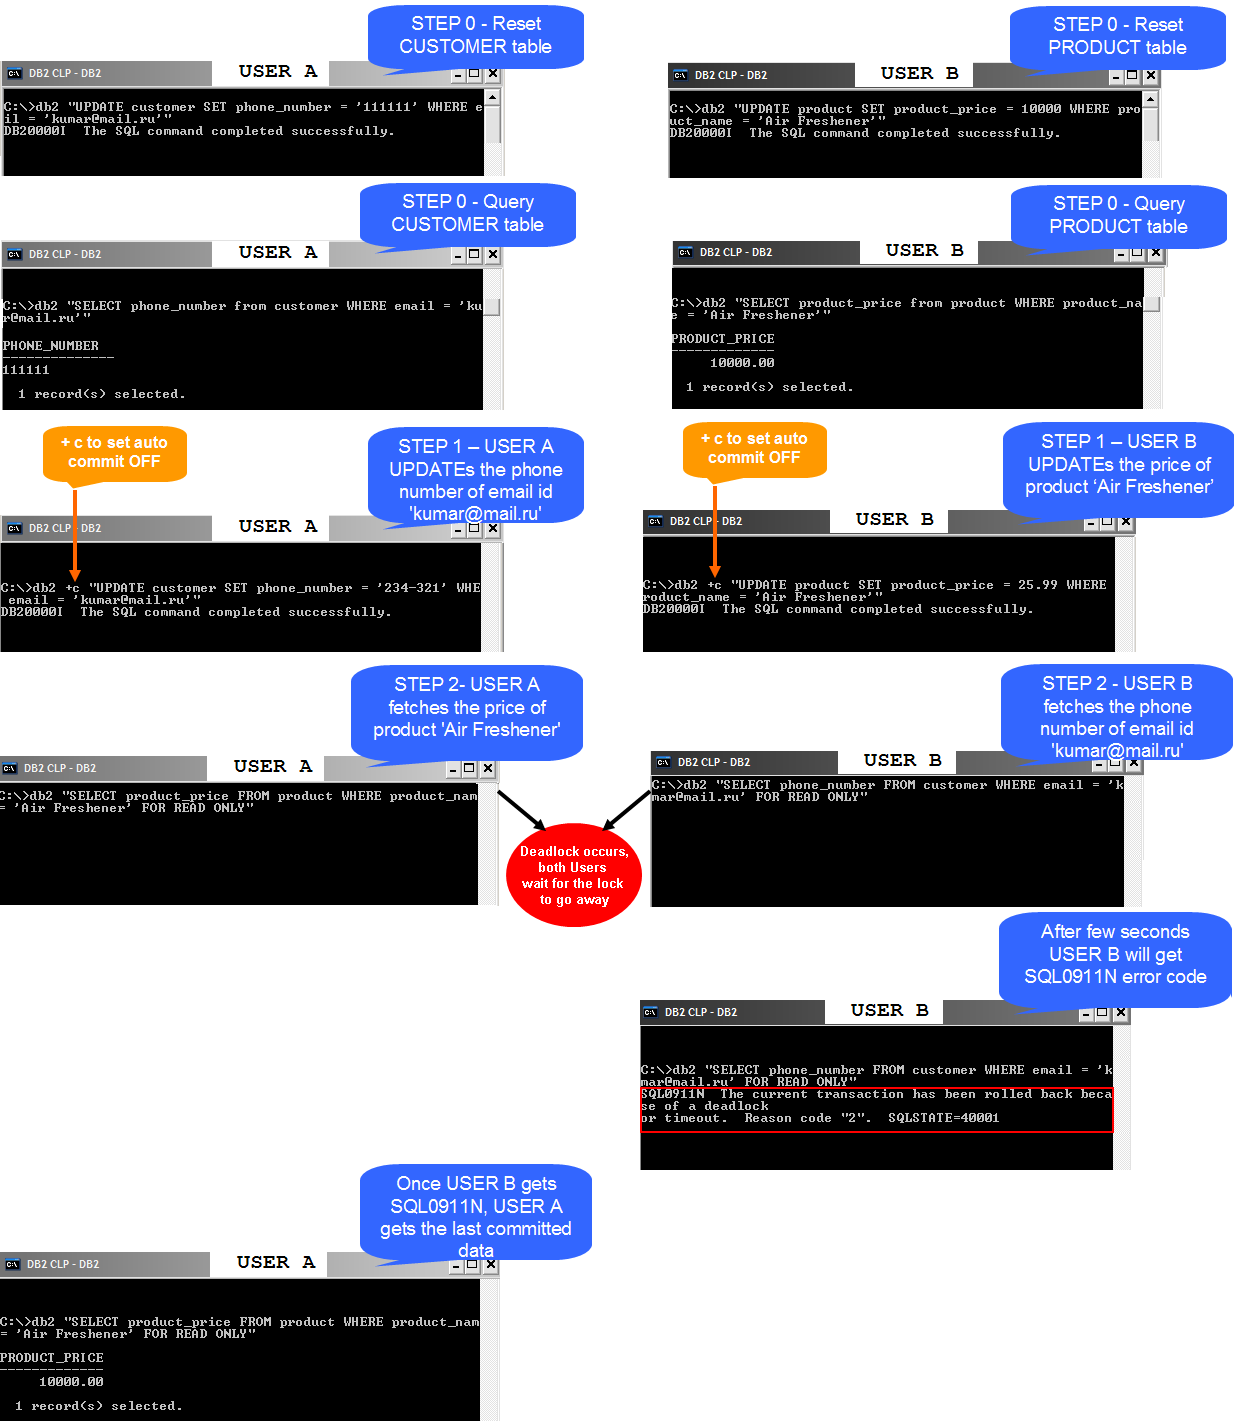 STEP 0 - Reset
CUSTOMER table
DB2 CLP - DB2
USER A
C:\>db2 "UPDATE customer SET phone_number = '111111' WHERE e
il = 'kumar@mail.ru'"
DB20000I  The SQL command completed successfully.
STEP 0 - Reset
PRODUCT table
DB2 CLP - DB2
USER B
C:\>db2 "UPDATE product SET product_price = 10000 WHERE pro
uct_name = 'Air Freshener'"
DB20000I  The SQL command completed successfully.
STEP 0 - Query
CUSTOMER table
DB2 CLP - DB2
USER A
C:\>db2 "SELECT phone_number from customer WHERE email = 'ku
r@mail.ru'"
PHONE_NUMBER
--------------
111111
1 record(s) selected.
STEP 0 - Query
PRODUCT table
DB2 CLP - DB2
USER B
C:\>db2 "SELECT product_price from product WHERE product_na
e = 'Air Freshener'"
PRODUCT_PRICE
-------------
10000.00
1 record(s) selected.
+ c to set auto
commit OFF
STEP 1 – USER A
UPDATEs the phone
number of email id
'kumar@mail.ru'
DB2 CLP - DB2
USER A
C:\>db2 +c "UPDATE customer SET phone_number = '234-321' WHE
email = 'kumar@mail.ru'"
DB20000I  The SQL command completed successfully.
+ c to set auto
commit OFF
STEP 1 – USER B
UPDATEs the price of
product ‘Air Freshener’
DB2 CLP - DB2
USER B
C:\>db2 +c "UPDATE product SET product_price = 25.99 WHERE
roduct_name = 'Air Freshener'"
DB20000I  The SQL command completed successfully.
STEP 2- USER A
fetches the price of
product 'Air Freshener'
DB2 CLP - DB2
USER A
C:\>db2 "SELECT product_price FROM product WHERE product_nam
= 'Air Freshener' FOR READ ONLY"
STEP 2 - USER B
fetches the phone
number of email id
'kumar@mail.ru'
DB2 CLP - DB2
USER B
C:\>db2 "SELECT phone_number FROM customer WHERE email = 'k
mar@mail.ru' FOR READ ONLY"
Deadlock occurs,
both Users
wait for the lock
to go away
After few seconds
USER B will get
SQL0911N error code
DB2 CLP - DB2
USER B
C:\>db2 "SELECT phone_number FROM customer WHERE email = 'k
mar@mail.ru' FOR READ ONLY"
SQL0911N  The current transaction has been rolled back beca
se of a deadlock
or timeout.  Reason code "2".  SQLSTATE=40001
Once USER B gets
SQL0911N, USER A
gets the last committed
data
DB2 CLP - DB2
USER A
C:\>db2 "SELECT product_price FROM product WHERE product_nam
= 'Air Freshener' FOR READ ONLY"
PRODUCT_PRICE
-------------
10000.00
1 record(s) selected.